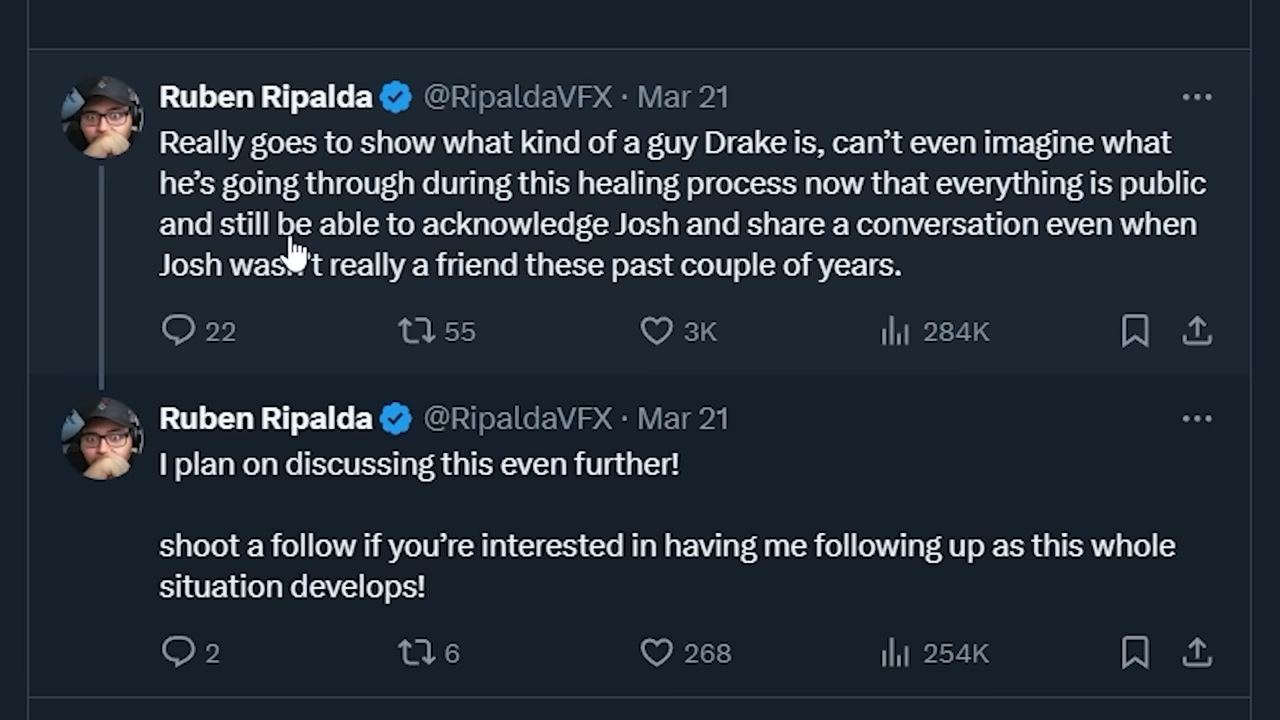 Ruben Ripalda @RipaldaVFX · Mar 21
Really goes to show what kind of a guy Drake is, can’t even imagine what
he’s going through during this healing process now that everything is public
and still be able to acknowledge Josh and share a conversation even when
Josh wasn't really a friend these past couple of years.
22 55 3K 284K
Ruben Ripalda @RipaldaVFX · Mar 21
I plan on discussing this even further!
shoot a follow if you’re interested in having me following up as this whole
situation develops!
2 6 268 254K